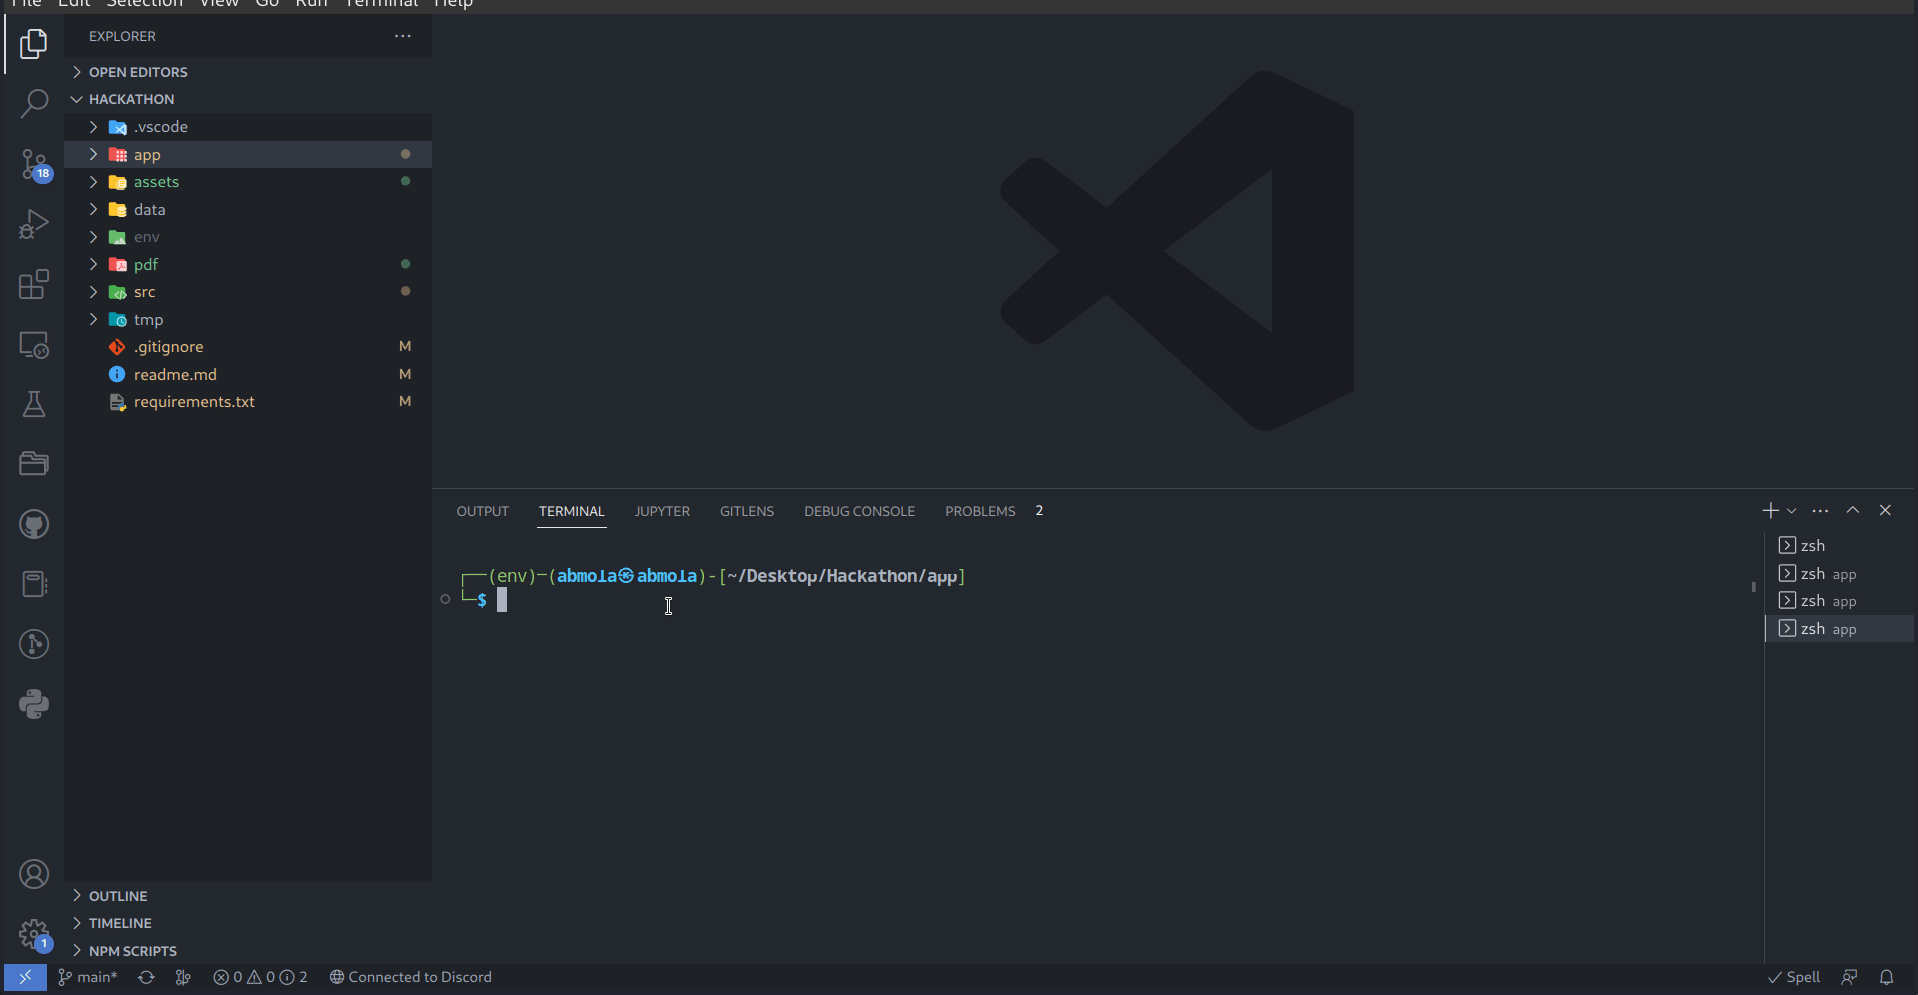 File Edit Selection View Go Run Terminal Help
EXPLORER
OPEN EDITORS
HACKATHON
.vscode
app
assets
data
env
pdf
src
tmp
.gitignore M
readme.md M
requirements.txt M
OUTLINE
TIMELINE
NPM SCRIPTS
18
1
OUTPUT TERMINAL JUPYTER GITLENS DEBUG CONSOLE PROBLEMS 2
┌──(env)─(abmola㉿abmola)-[~/Desktop/Hackathon/app]
└─$
zsh
zsh app
zsh app
zsh app
main* 0 0 2 Connected to Discord Spell